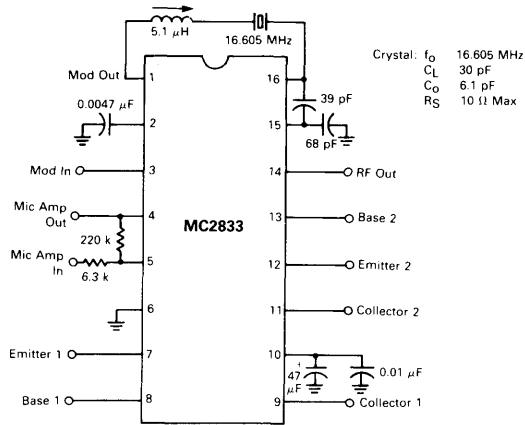 5.1 µH
16.605 MHz
Crystal: fo 16.605 MHz
CL 30 pF
Co 6.1 pF
RS 10 Ω Max
Mod Out
1
16
39 pF
0.0047 µF
2
15
68 pF
Mod In
3
14
RF Out
Mic Amp
Out
4
MC2833
13
Base 2
220 k
Mic Amp
In
6.3 k
5
12
Emitter 2
6
11
Collector 2
Emitter 1
7
10
+
47
µF
0.01 µF
Base 1
8
9
Collector 1